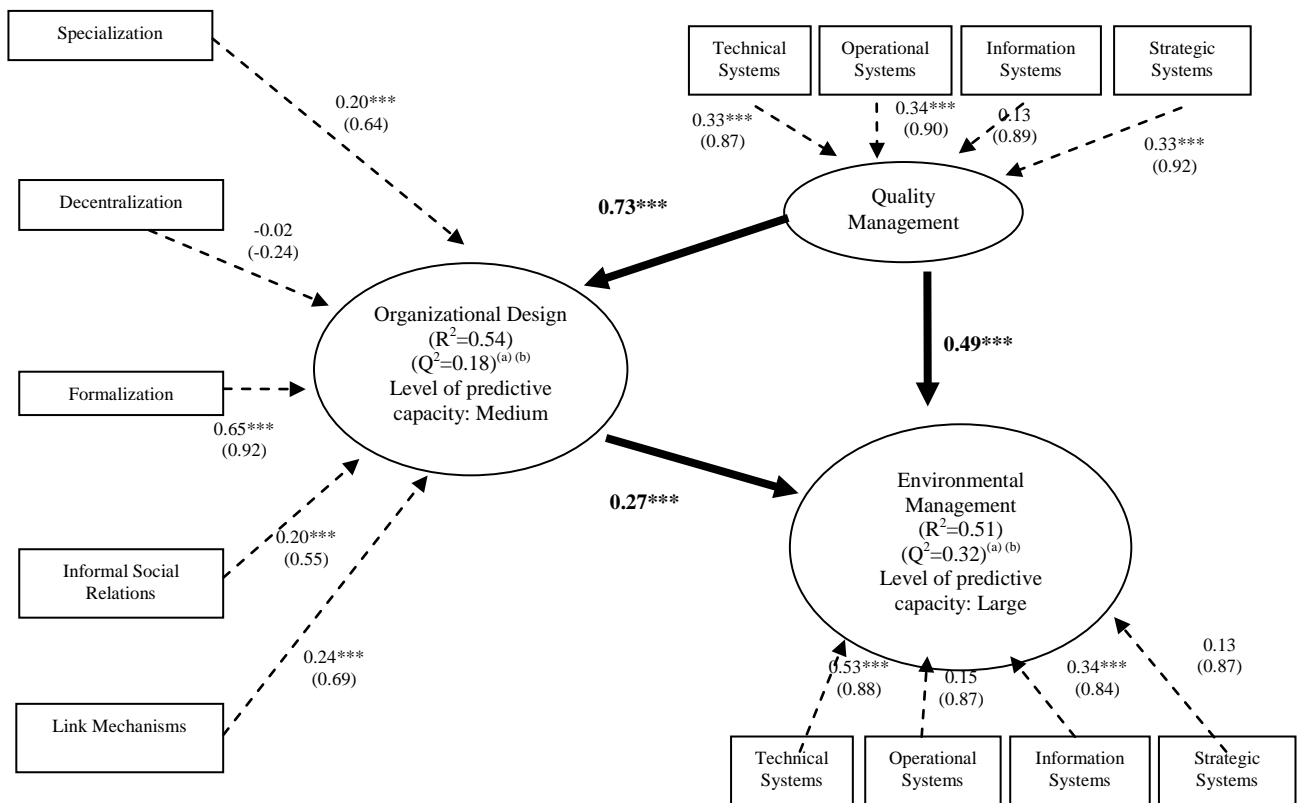 Specialization
0.20***
(0.64)
Decentralization
-0.02
(-0.24)
Formalization
0.65***
(0.92)
Informal Social
Relations
0.20***
(0.55)
Link Mechanisms
0.24***
(0.69)
Technical
Systems
Operational
Systems
Information
Systems
Strategic
Systems
0.33***
(0.87)
0.34***
(0.90)
0.13
(0.89)
0.33***
(0.92)
Quality
Management
0.73***
0.49***
Organizational Design
(R²=0.54)
(Q²=0.18)(a) (b)
Level of predictive
capacity: Medium
0.27***
Environmental
Management
(R²=0.51)
(Q²=0.32)(a) (b)
Level of predictive
capacity: Large
0.53***
(0.88)
0.15
(0.87)
0.34***
(0.84)
0.13
(0.87)
Technical
Systems
Operational
Systems
Information
Systems
Strategic
Systems